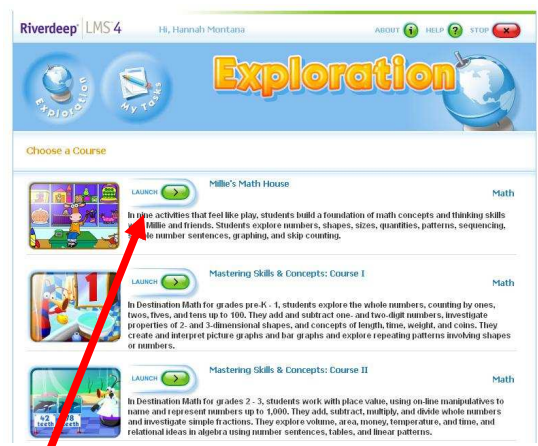 Riverdeep LMS 4 Hi, Hannah Montana ABOUT HELP STOP
Exploration My Tasks Exploration
Choose a Course
LAUNCH Millie's Math House
Math
In nine activities that feel like play, students build a foundation of math concepts and thinking skills
Millie and friends. Students explore numbers, shapes, sizes, quantities, patterns, sequencing,
number sentences, graphing, and skip counting.
LAUNCH Mastering Skills & Concepts: Course I
Math
In Destination Math for grades pre-K - 1, students explore the whole numbers, counting by ones,
twos, fives, and tens up to 100. They add and subtract one- and two-digit numbers, investigate
properties of 2- and 3-dimensional shapes, and concepts of length, time, weight, and coins. They
create and interpret picture graphs and bar graphs and explore repeating patterns involving shapes
or numbers.
1
LAUNCH Mastering Skills & Concepts: Course II
Math
In Destination Math for grades 2 - 3, students work with place value, using on-line manipulatives to
name and represent numbers up to 1,000. They add, subtract, multiply, and divide whole numbers
and investigate simple fractions. They explore volume, area, money, temperature, and time, and
relational ideas in algebra using number sentences, tables, and linear patterns.
42 teeth 78 teeth